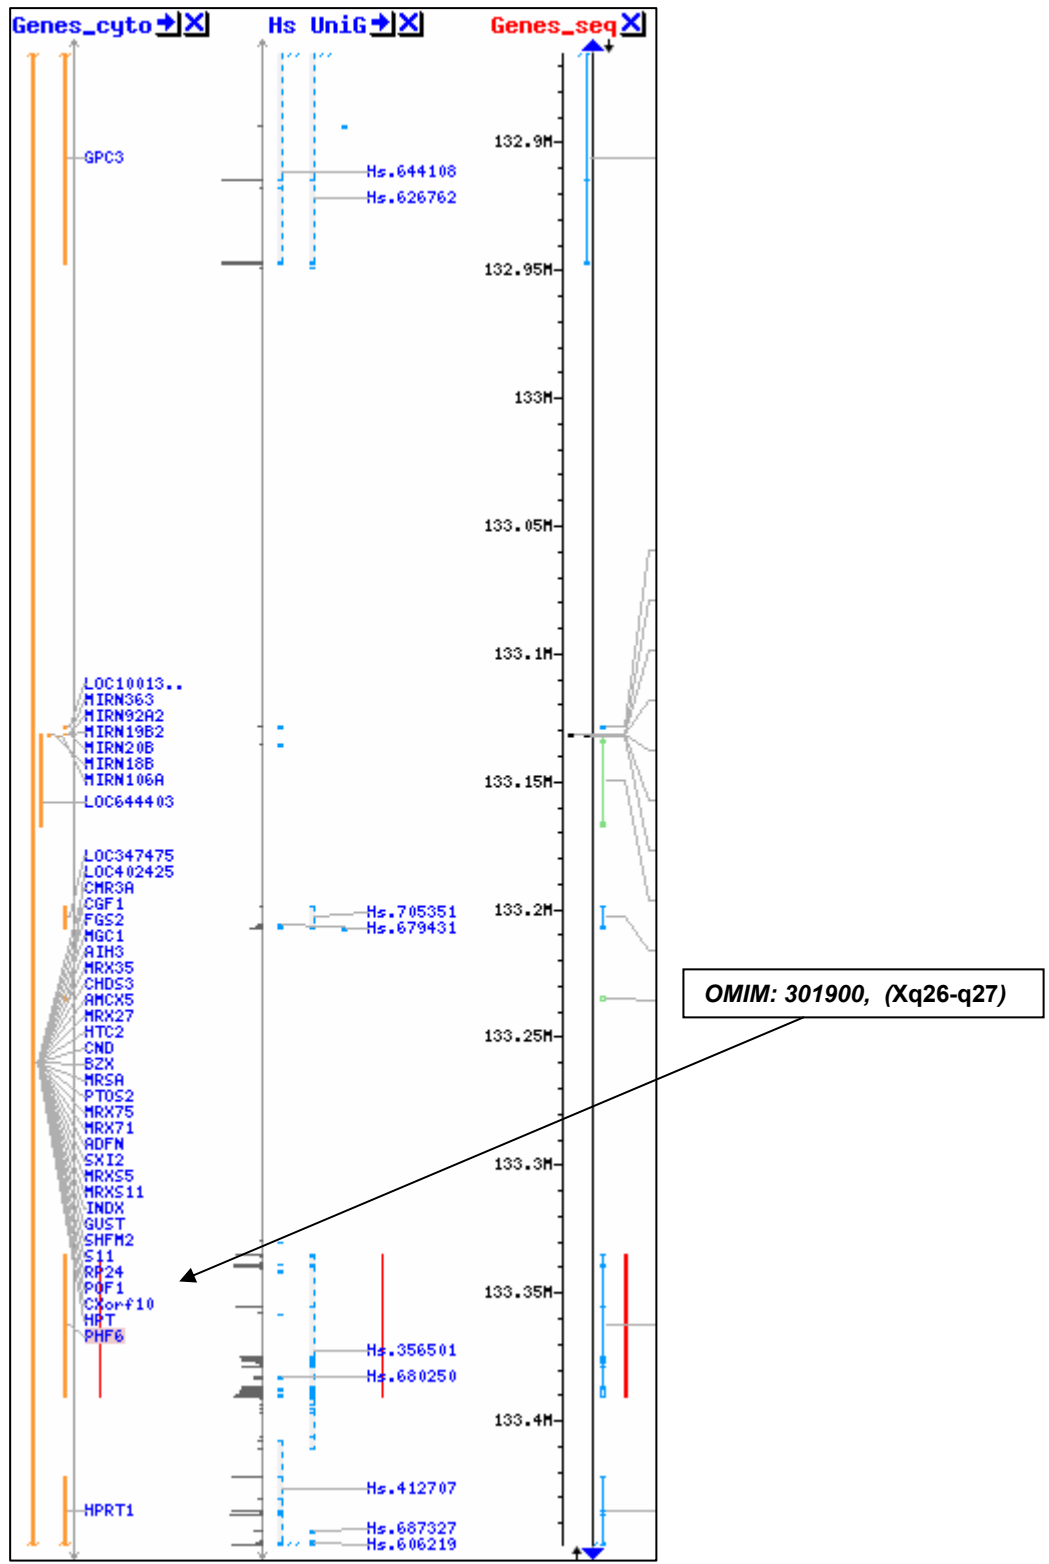 Genes_cyto Hs UniG Genes_seq
132.9M
GPC3
Hs.644108
Hs.626762
132.95M
133M
133.05M
133.1M
LOC10013..
MIRN363
MIRN92A2
MIRN19B2
MIRN20B
MIRN18B
MIRN106A
133.15M
LOC644403
LOC347475
LOC402425
CMR3A
CGF1
133.2M
Hs.705351
FGS2
Hs.679431
MGC1
AIH3
MRX35
CHDS3
AMCX5
OMIM: 301900, (Xq26-q27)
MRX27
HTC2
133.25M
CND
BZX
MRSA
PTOS2
MRX75
MRX71
ADFN
SXI2
133.3M
MRXS5
MRXS11
INDX
GUST
SHFM2
S11
RP24
POF1
133.35M
CXorf10
HPT
PHF6
Hs.356501
Hs.680250
133.4M
Hs.412707
HPRT1
Hs.687327
Hs.606219